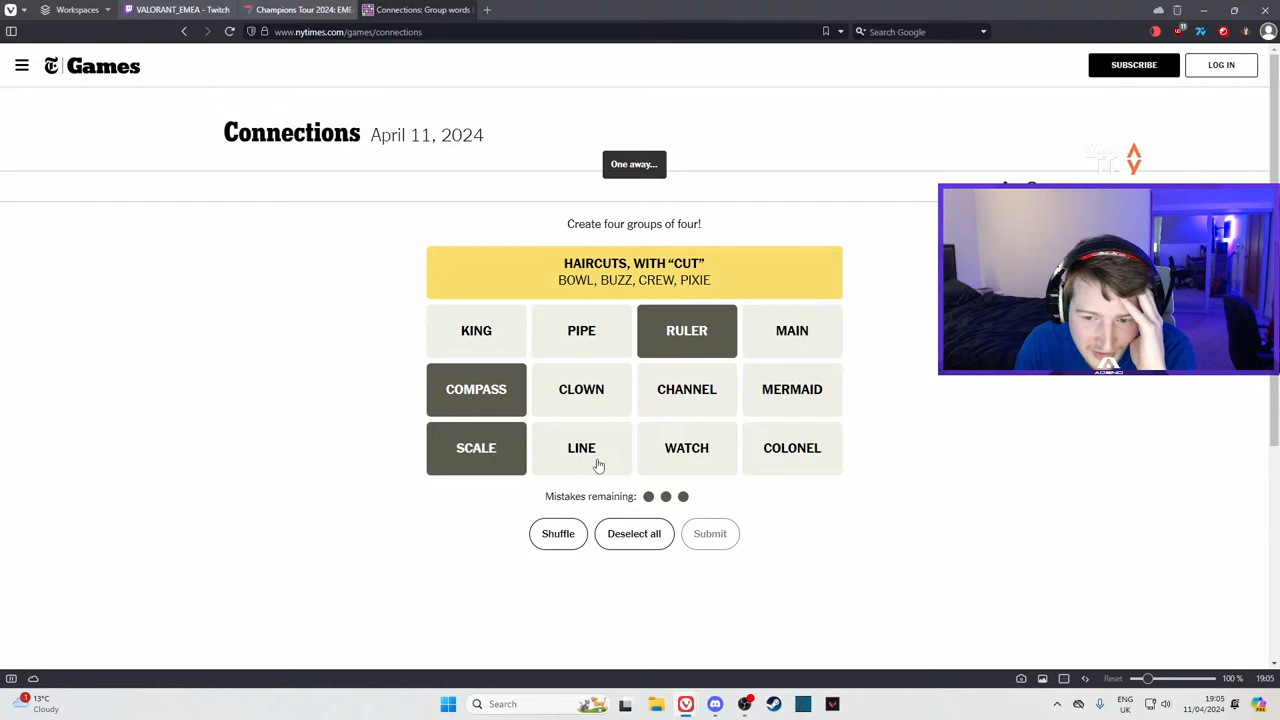 Workspaces
VALORANT_EMEA - Twitch
Champions Tour 2024: EME
Connections: Group words
www.nytimes.com/games/connections
Search Google
Games
SUBSCRIBE
LOG IN
Connections April 11, 2024
One away...
Create four groups of four!
HAIRCUTS, WITH “CUT”
BOWL, BUZZ, CREW, PIXIE
KING PIPE RULER MAIN
COMPASS CLOWN CHANNEL MERMAID
SCALE LINE WATCH COLONEL
Mistakes remaining:
Shuffle Deselect all Submit
Reset 100 % 19:05
1
13°C
Cloudy
Search
ENG
UK
19:05
11/04/2024